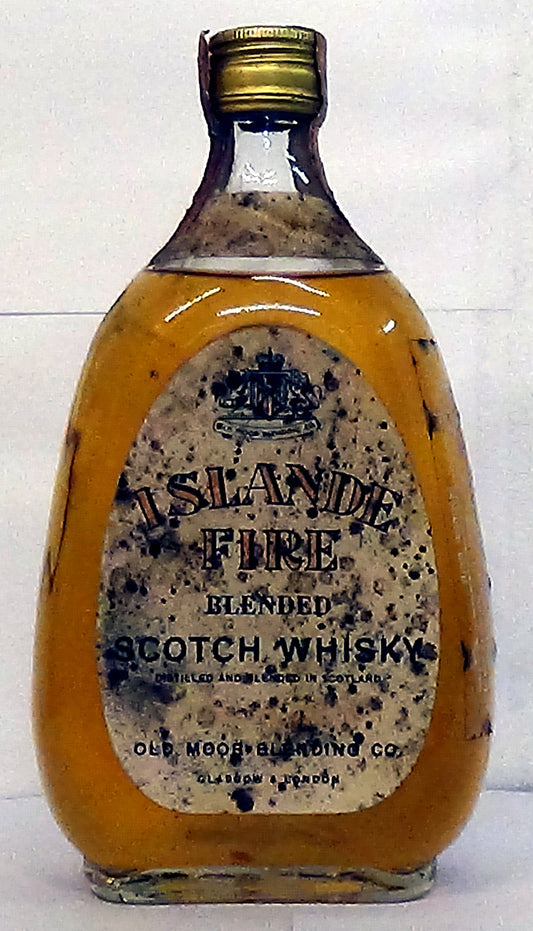 ISLANDE
FIRE
BLENDED
SCOTCH WHISKY
DISTILLED AND BLENDED IN SCOTLAND
OLD MOOR BLENDING CO.
GLASGOW & LONDON